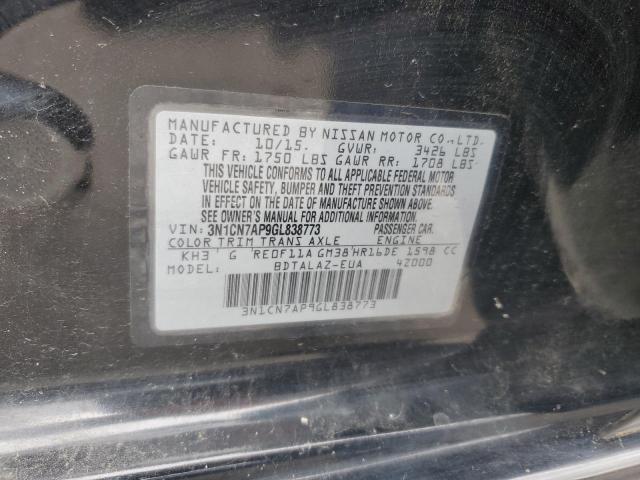 MANUFACTURED BY NISSAN MOTOR CO.,LTD.
DATE: 10/15. GVWR: 3426 LBS
GAWR FR: 1750 LBS GAWR RR: 1708 LBS
THIS VEHICLE CONFORMS TO ALL APPLICABLE FEDERAL MOTOR
VEHICLE SAFETY, BUMPER AND THEFT PREVENTION STANDARDS
IN EFFECT ON THE DATE OF MANUFACTURE SHOWN ABOVE.
SEE OWNER'S MANUAL FOR ADDITIONAL INFORMATION.
VIN: 3N1CN7AP9GL838773 PASSENGER CAR.
COLOR TRIM TRANS AXLE ENGINE
KH3 G RE0F11A GM38 HR16DE 1598 CC
MODEL: BDTALAZ-EUA 42000
3N1CN7AP9GL838773